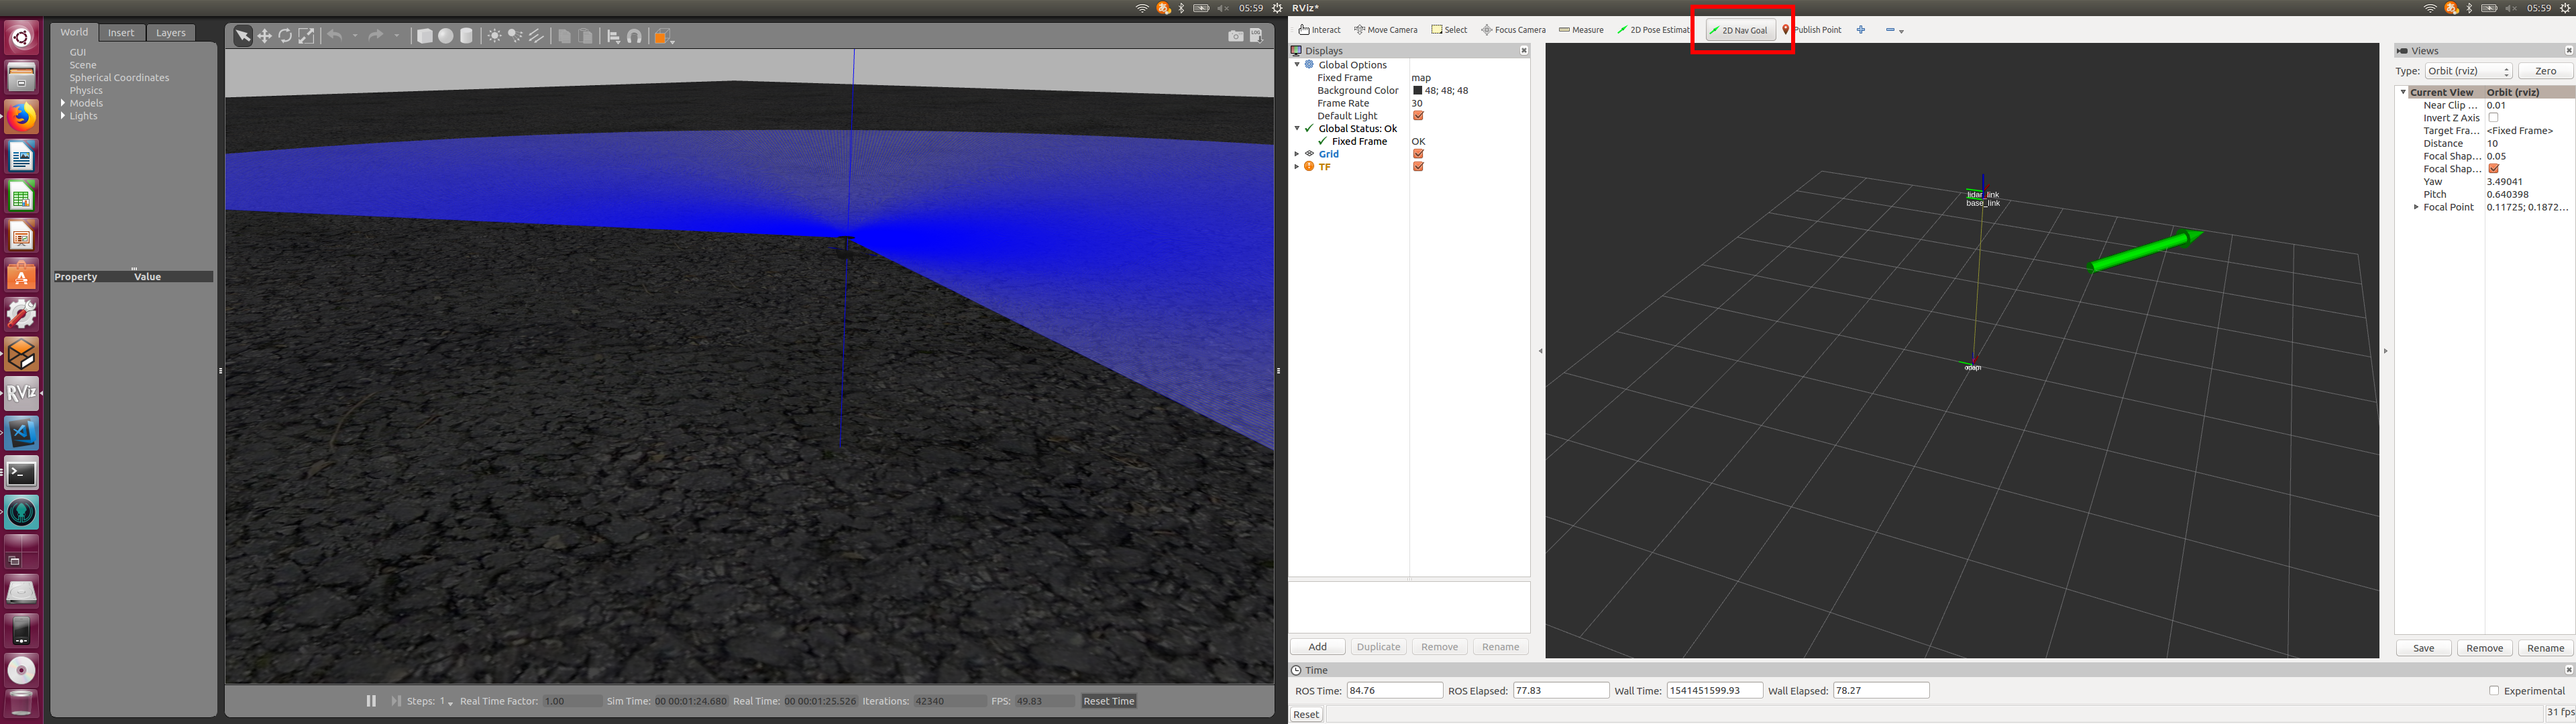 05:59
RViz*
05:59
World Insert Layers
GUI
Scene
Spherical Coordinates
Physics
Models
Lights
Property Value
RViz
LOG
Steps: 1 Real Time Factor: 1.00 Sim Time: 00 00:01:24.680 Real Time: 00 00:01:25.526 Iterations: 42340 FPS: 49.83 Reset Time
Interact Move Camera Select Focus Camera Measure 2D Pose Estimat 2D Nav Goal Publish Point
Displays
Global Options
Fixed Frame map
Background Color 48; 48; 48
Frame Rate 30
Default Light
Global Status: Ok
Fixed Frame OK
Grid
TF
Add Duplicate Remove Rename
lidar_link
base_link
Views
Type: Orbit (rviz) Zero
Current View Orbit (rviz)
Near Clip ... 0.01
Invert Z Axis
Target Fra... <Fixed Frame>
Distance 10
Focal Shap... 0.05
Focal Shap...
Yaw 3.49041
Pitch 0.640398
Focal Point 0.11725; 0.1872...
Save Remove Rename
Time
ROS Time: 84.76 ROS Elapsed: 77.83 Wall Time: 1541451599.93 Wall Elapsed: 78.27 Experimental
Reset 31 fps